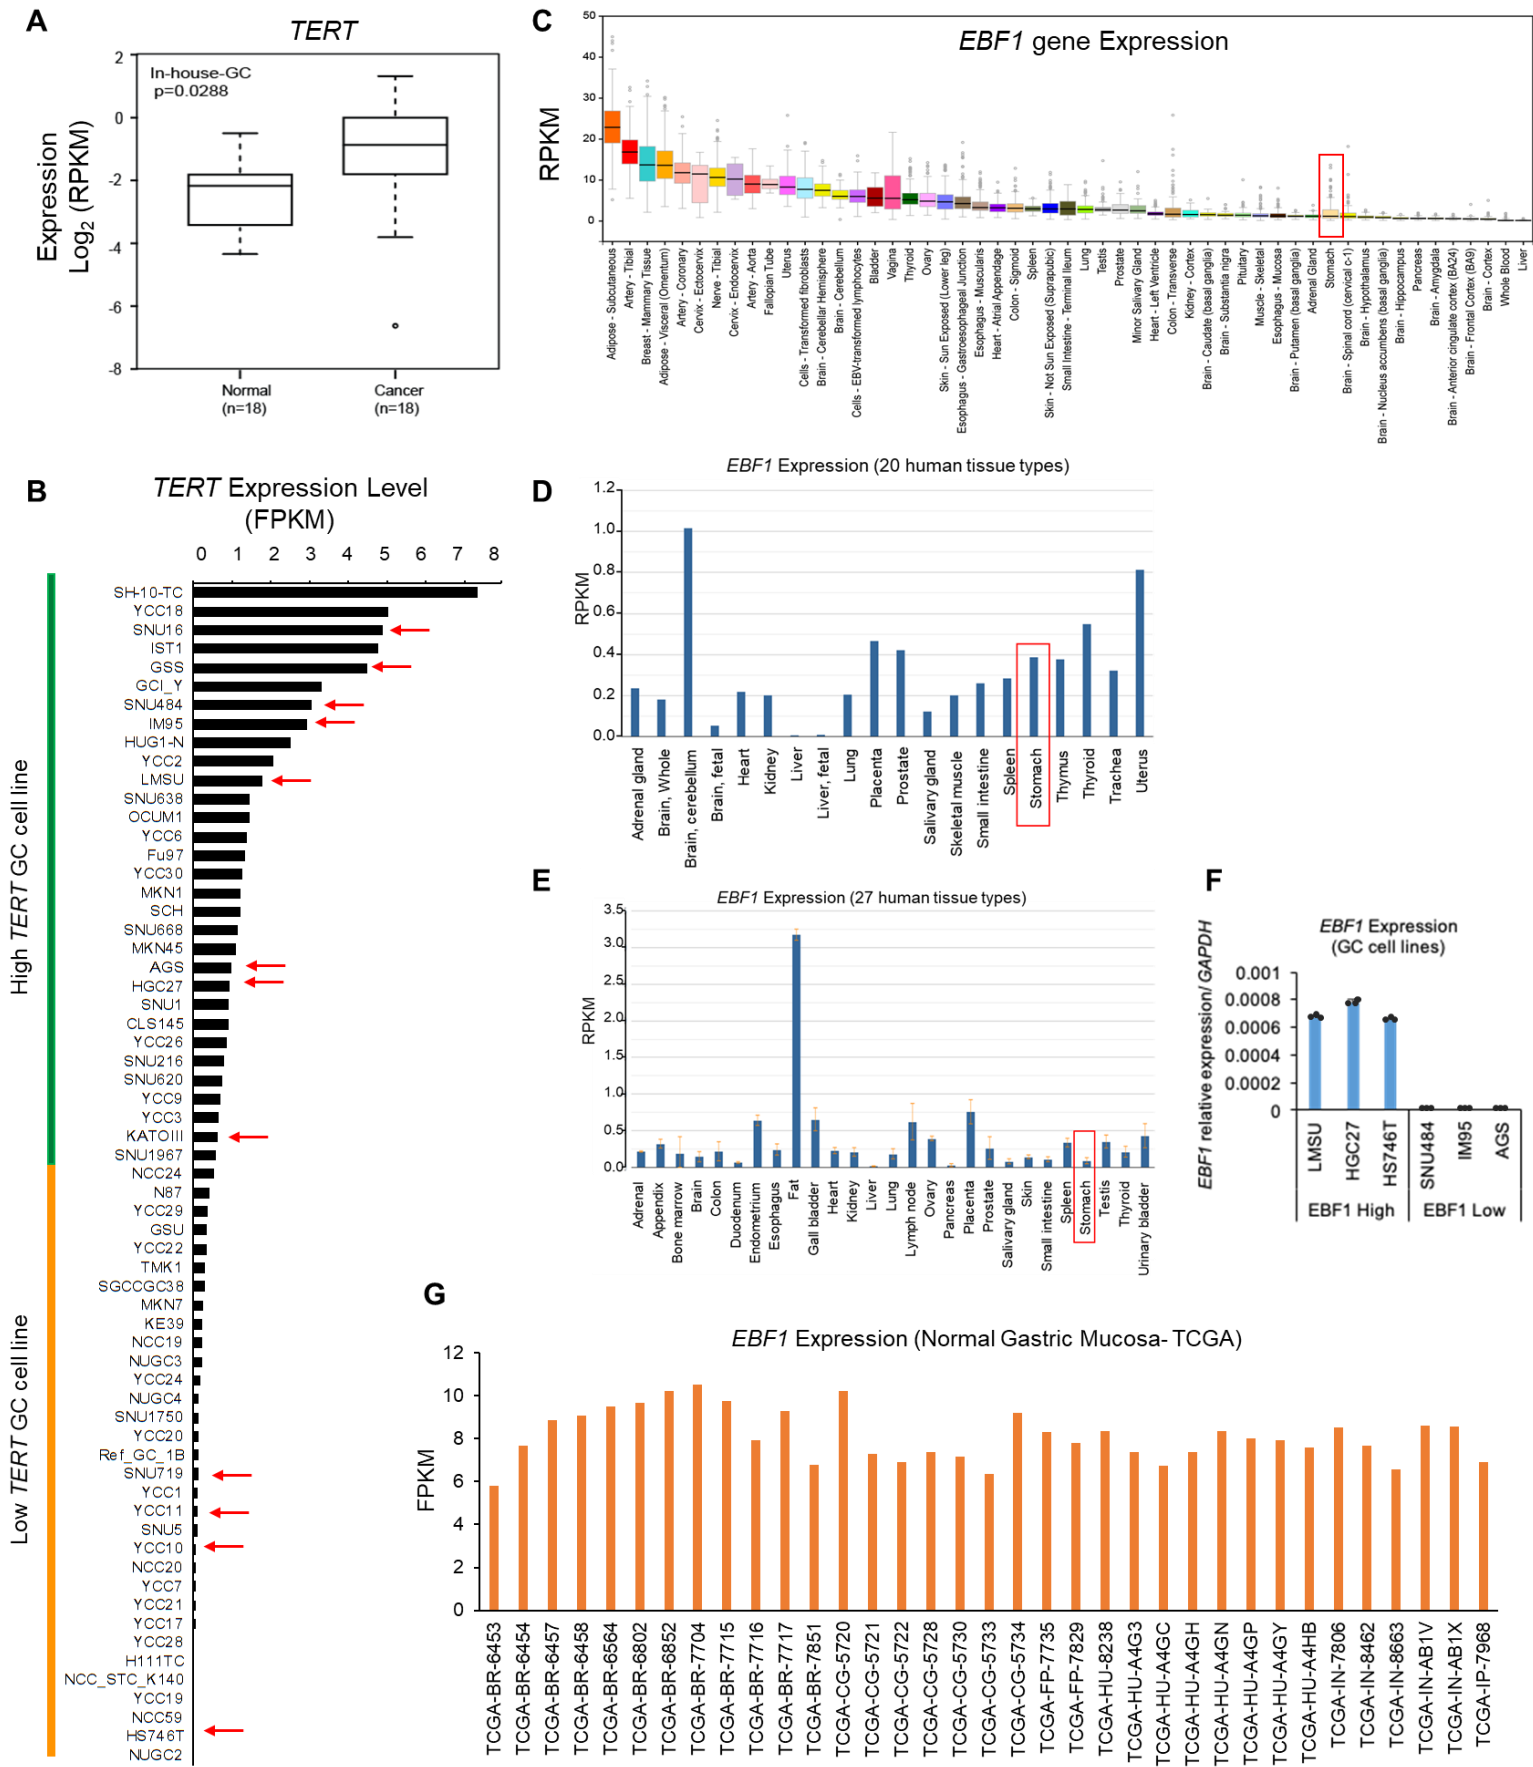 A
TERT
In-house-GC
p=0.0288
Expression
Log2 (RPKM)
2
0
-2
-4
-6
-8
Normal
(n=18)
Cancer
(n=18)
C
EBF1 gene Expression
RPKM
50
40
30
20
10
0
Adipose - Subcutaneous
Artery - Tibial
Breast - Mammary Tissue
Adipose - Visceral (Omentum)
Artery - Coronary
Cervix - Ectocervix
Nerve - Tibial
Cervix - Endocervix
Artery - Aorta
Fallopian Tube
Uterus
Cells - Transformed fibroblasts
Brain - Cerebellar Hemisphere
Brain - Cerebellum
Cells - EBV-transformed lymphocytes
Bladder
Vagina
Thyroid
Ovary
Skin - Sun Exposed (Lower leg)
Esophagus - Gastroesophageal Junction
Esophagus - Muscularis
Heart - Atrial Appendage
Colon - Sigmoid
Spleen
Skin - Not Sun Exposed (Suprapubic)
Small Intestine - Terminal Ileum
Lung
Testis
Prostate
Minor Salivary Gland
Heart - Left Ventricle
Colon - Transverse
Kidney - Cortex
Brain - Caudate (basal ganglia)
Brain - Substantia nigra
Pituitary
Muscle - Skeletal
Esophagus - Mucosa
Brain - Putamen (basal ganglia)
Adrenal Gland
Stomach
Brain - Spinal cord (cervical c-1)
Brain - Hypothalamus
Brain - Nucleus accumbens (basal ganglia)
Brain - Hippocampus
Pancreas
Brain - Amygdala
Brain - Anterior cingulate cortex (BA24)
Brain - Frontal Cortex (BA9)
Brain - Cortex
Whole Blood
Liver
B
TERT Expression Level
(FPKM)
0 1 2 3 4 5 6 7 8
High TERT GC cell line
Low TERT GC cell line
SH-10-TC
YCC18
SNU16
IST1
GSS
GCI_Y
SNU484
IM95
HUG1-N
YCC2
LMSU
SNU638
OCUM1
YCC6
Fu97
YCC30
MKN1
SCH
SNU668
MKN45
AGS
HGC27
SNU1
CLS145
YCC26
SNU216
SNU620
YCC9
YCC3
KATOIII
SNU1967
NCC24
N87
YCC29
GSU
YCC22
TMK1
SGCCGC38
MKN7
KE39
NCC19
NUGC3
YCC24
NUGC4
SNU1750
YCC20
Ref_GC_1B
SNU719
YCC1
YCC11
SNU5
YCC10
NCC20
YCC7
YCC21
YCC17
YCC28
H111TC
NCC_STC_K140
YCC19
NCC59
HS746T
NUGC2
D
EBF1 Expression (20 human tissue types)
RPKM
1.2
1.0
0.8
0.6
0.4
0.2
0.0
Adrenal gland
Brain, Whole
Brain, cerebellum
Brain, fetal
Heart
Kidney
Liver
Liver, fetal
Lung
Placenta
Prostate
Salivary gland
Skeletal muscle
Small intestine
Spleen
Stomach
Thymus
Thyroid
Trachea
Uterus
E
EBF1 Expression (27 human tissue types)
RPKM
3.5
3.0
2.5
2.0
1.5
1.0
0.5
0.0
Adrenal
Appendix
Bone marrow
Brain
Colon
Duodenum
Endometrium
Esophagus
Fat
Gall bladder
Heart
Kidney
Liver
Lung
Lymph node
Ovary
Pancreas
Placenta
Prostate
Salivary gland
Skin
Small intestine
Spleen
Stomach
Testis
Thyroid
Urinary bladder
F
EBF1 Expression
(GC cell lines)
EBF1 relative expression/ GAPDH
0.001
0.0008
0.0006
0.0004
0.0002
0
LMSU
HGC27
HS746T
SNU484
IM95
AGS
EBF1 High
EBF1 Low
G
EBF1 Expression (Normal Gastric Mucosa- TCGA)
FPKM
12
10
8
6
4
2
0
TCGA-BR-6453
TCGA-BR-6454
TCGA-BR-6457
TCGA-BR-6458
TCGA-BR-6564
TCGA-BR-6802
TCGA-BR-6852
TCGA-BR-7704
TCGA-BR-7715
TCGA-BR-7716
TCGA-BR-7717
TCGA-BR-7851
TCGA-CG-5720
TCGA-CG-5721
TCGA-CG-5722
TCGA-CG-5728
TCGA-CG-5730
TCGA-CG-5733
TCGA-CG-5734
TCGA-FP-7735
TCGA-FP-7829
TCGA-HU-8238
TCGA-HU-A4G3
TCGA-HU-A4GC
TCGA-HU-A4GH
TCGA-HU-A4GN
TCGA-HU-A4GP
TCGA-HU-A4GY
TCGA-HU-A4HB
TCGA-IN-7806
TCGA-IN-8462
TCGA-IN-8663
TCGA-IN-AB1V
TCGA-IN-AB1X
TCGA-IP-7968